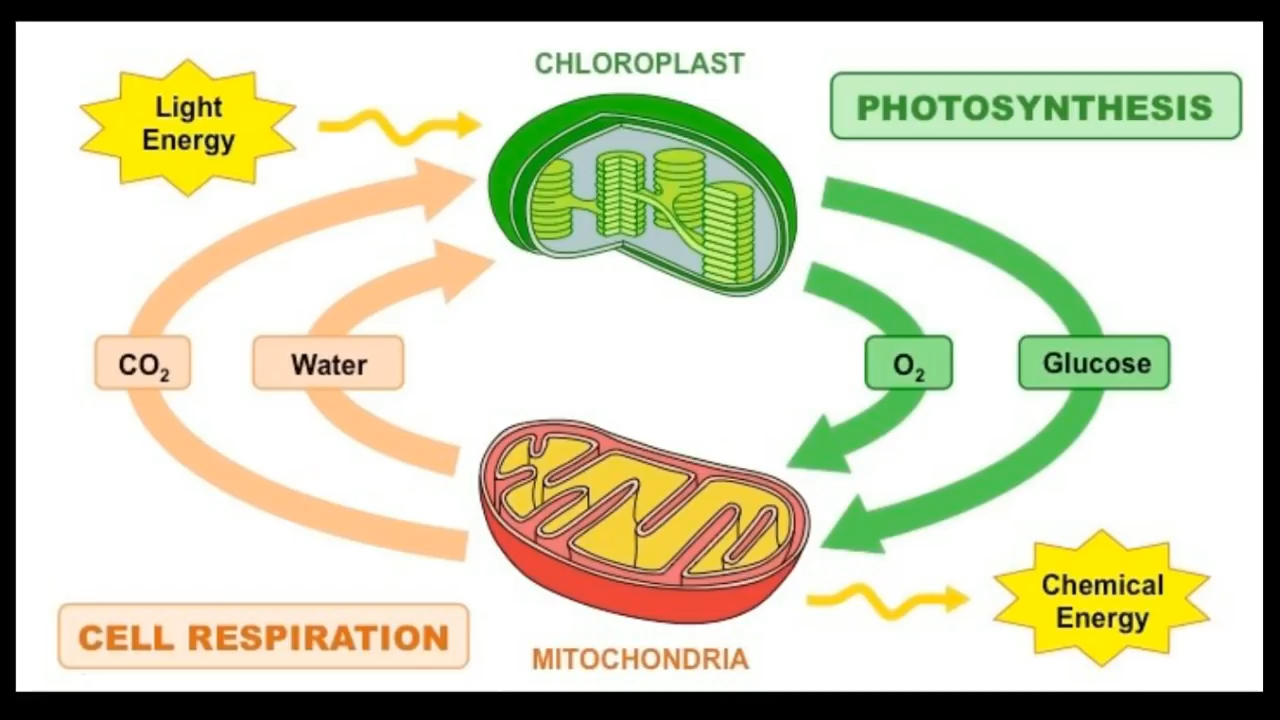 CHLOROPLAST
PHOTOSYNTHESIS
Light
Energy
CO₂
Water
O₂
Glucose
Chemical
Energy
CELL RESPIRATION
MITOCHONDRIA